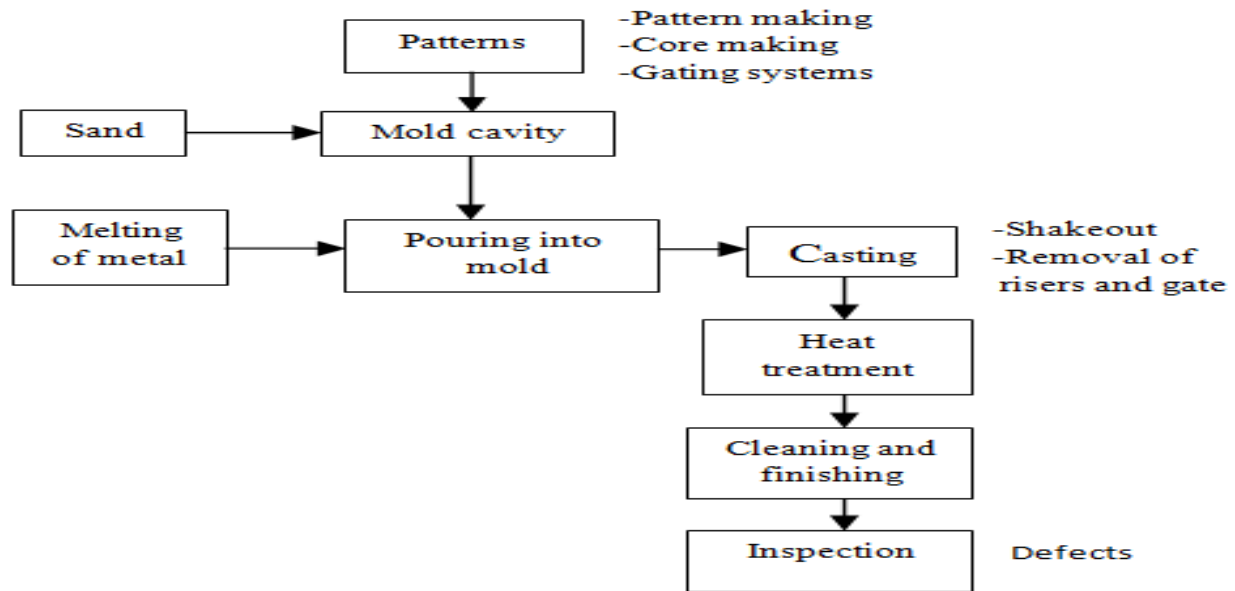 Patterns
-Pattern making
-Core making
-Gating systems
Sand
Mold cavity
Melting
of metal
Pouring into
mold
Casting
-Shakeout
-Removal of
risers and gate
Heat
treatment
Cleaning and
finishing
Inspection
Defects